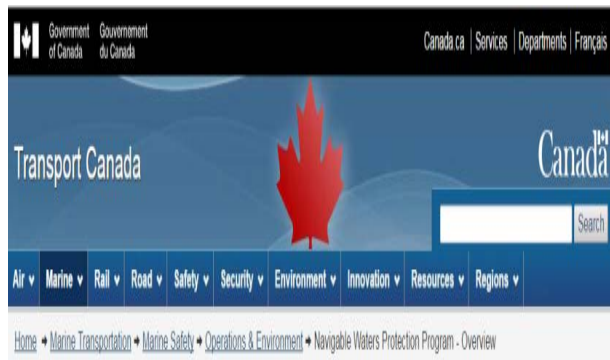 Government of Canada Gouvernement du Canada
Canada.ca | Services | Departments | Français
Transport Canada
Canada
Search
Air Marine Rail Road Safety Security Environment Innovation Resources Regions
Home → Marine Transportation → Marine Safety → Operations & Environment → Navigable Waters Protection Program - Overview